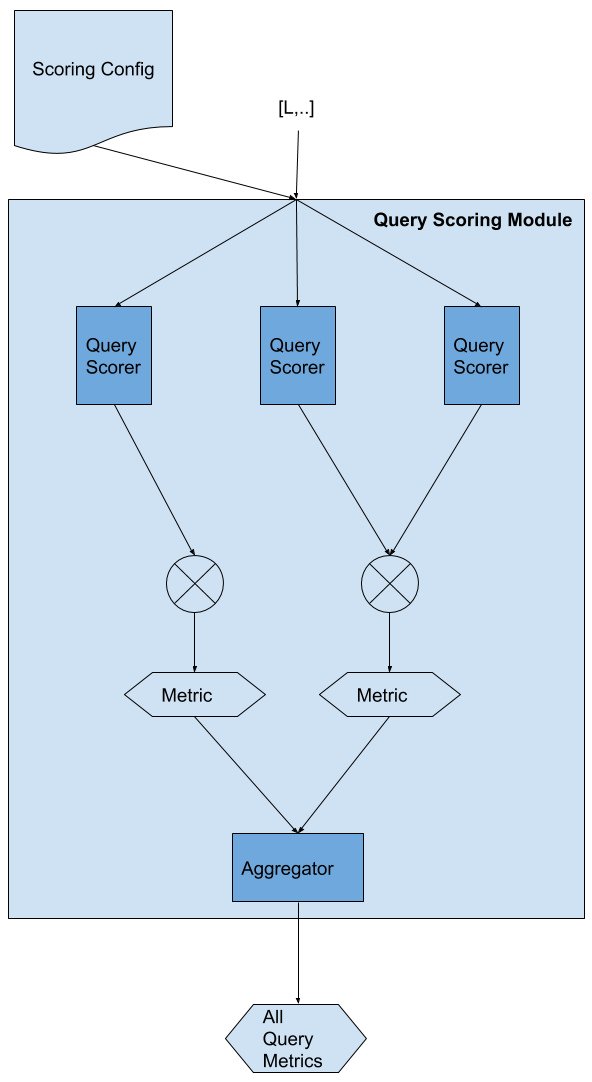 Scoring Config
[L,..]
Query Scoring Module
Query
Scorer
Query
Scorer
Query
Scorer
Metric
Metric
Aggregator
All
Query
Metrics